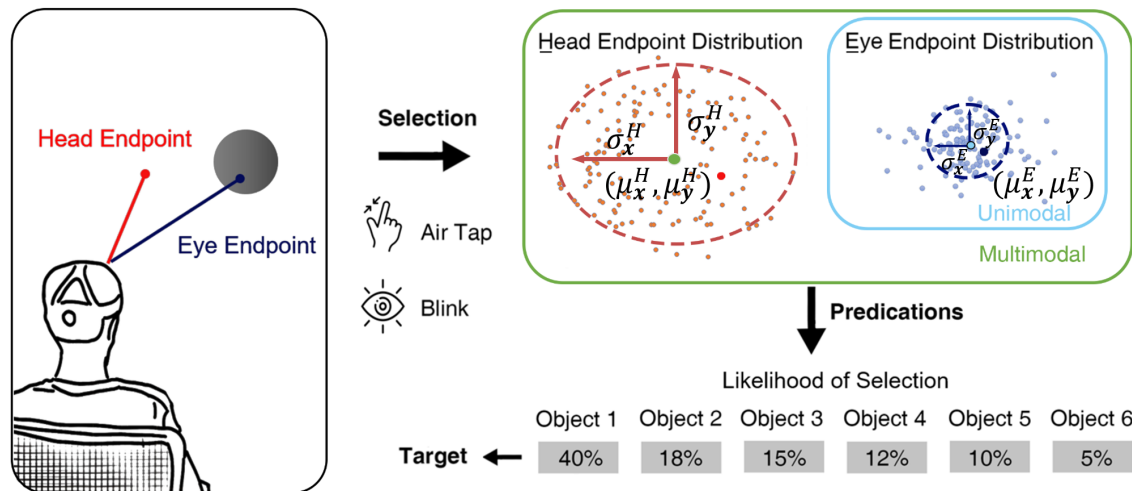 Head Endpoint
Eye Endpoint
Selection
Air Tap
Blink
Head Endpoint Distribution
σ_y^H
σ_x^H
(μ_x^H, μ_y^H)
Eye Endpoint Distribution
σ_y^E
σ_x^E
(μ_x^E, μ_y^E)
Unimodal
Multimodal
Predications
Likelihood of Selection
Object 1 Object 2 Object 3 Object 4 Object 5 Object 6
Target 40% 18% 15% 12% 10% 5%